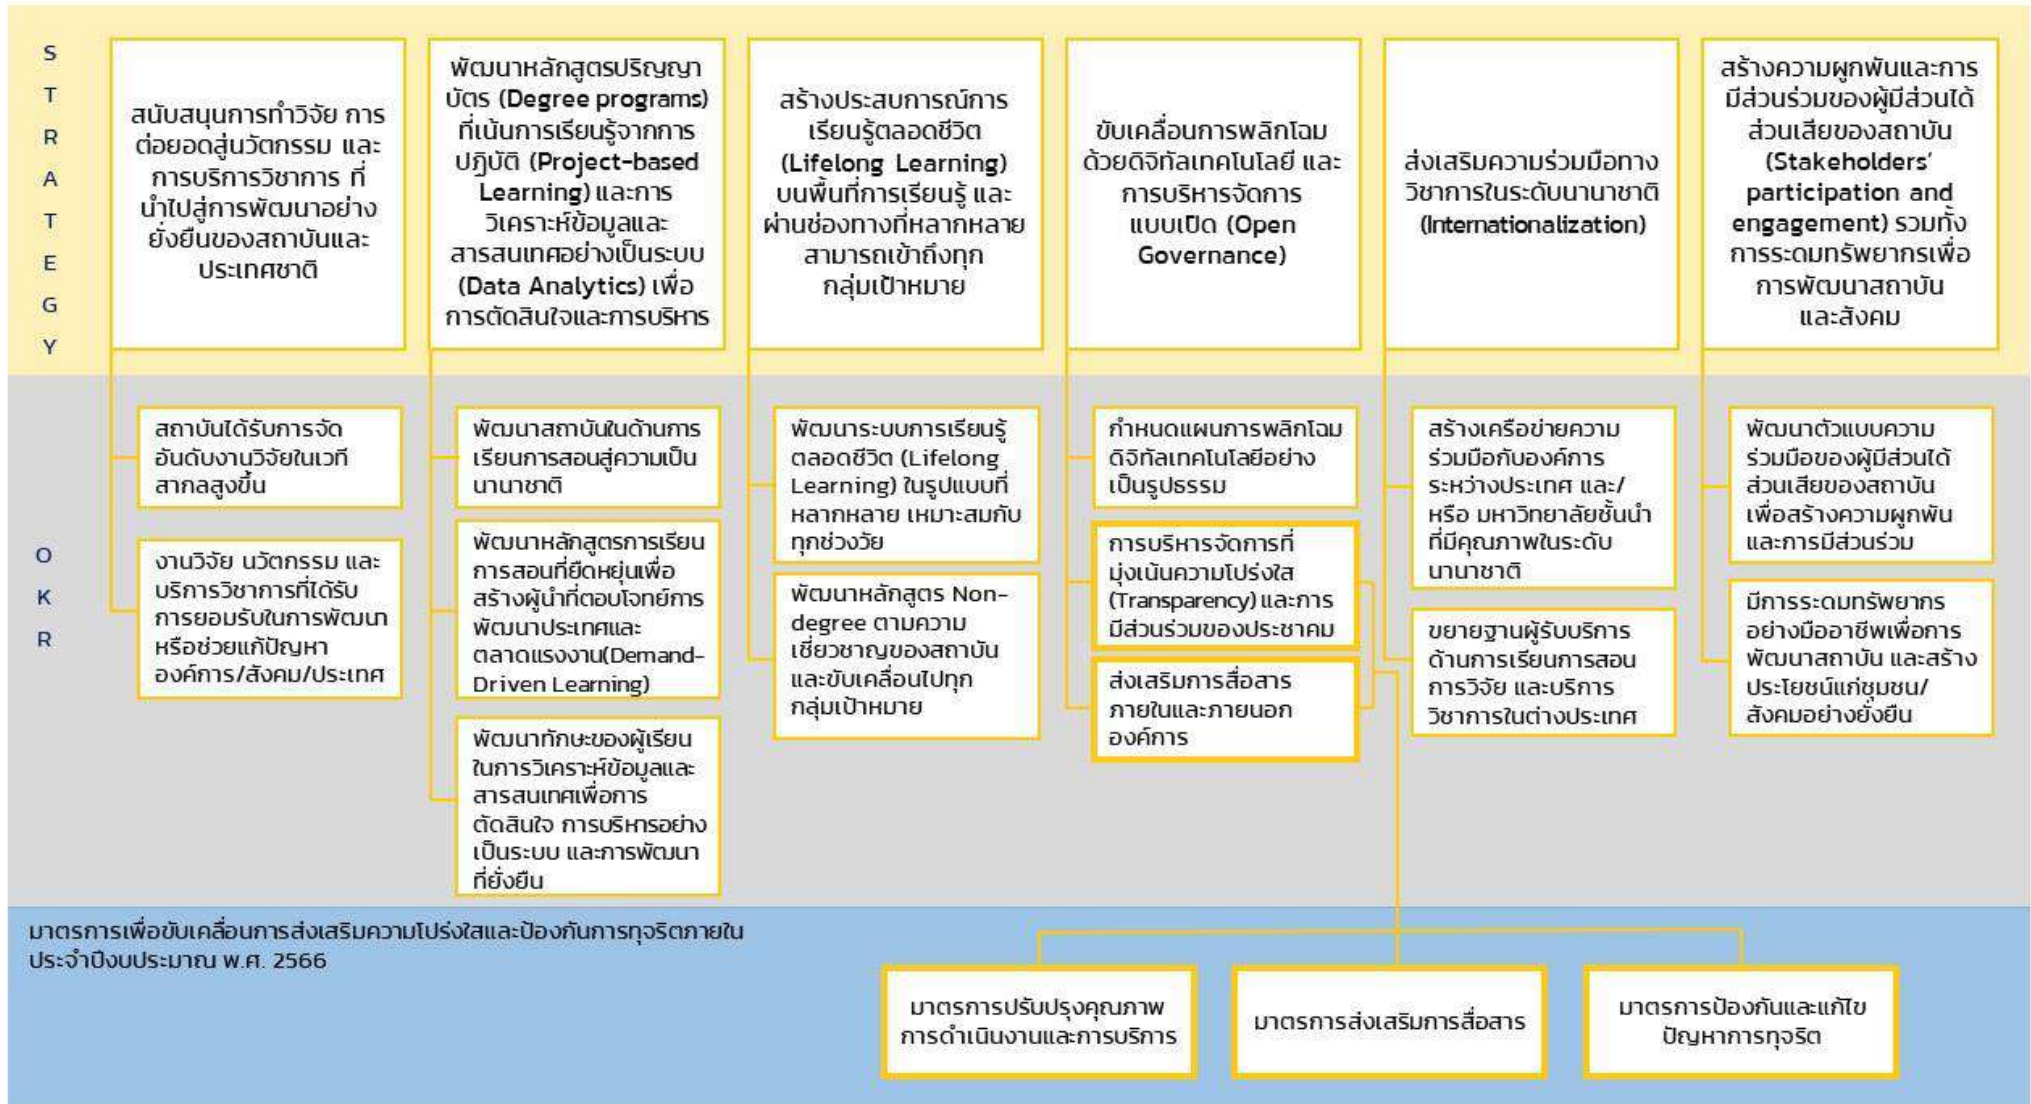 S
T
R
A
T
E
G
Y
สนับสนุนการทำวิจัย การ
ต่อยอดสู่นวัตกรรม และ
การบริการวิชาการ ที่
นำไปสู่การพัฒนาอย่าง
ยั่งยืนของสถาบันและ
ประเทศชาติ
พัฒนาหลักสูตรปริญญา
บัตร (Degree programs)
ที่เน้นการเรียนรู้จากการ
ปฏิบัติ (Project-based
Learning) และการ
วิเคราะห์ข้อมูลและ
สารสนเทศอย่างเป็นระบบ
(Data Analytics) เพื่อ
การตัดสินใจและการบริหาร
สร้างประสบการณ์การ
เรียนรู้ตลอดชีวิต
(Lifelong Learning)
บนพื้นที่การเรียนรู้ และ
ผ่านช่องทางที่หลากหลาย
สามารถเข้าถึงทุก
กลุ่มเป้าหมาย
ขับเคลื่อนการพลิกโฉม
ด้วยดิจิทัลเทคโนโลยี และ
การบริหารจัดการ
แบบเปิด (Open
Governance)
ส่งเสริมความร่วมมือทาง
วิชาการในระดับนานาชาติ
(Internationalization)
สร้างความผูกพันและการ
มีส่วนร่วมของผู้มีส่วนได้
ส่วนเสียของสถาบัน
(Stakeholders’
participation and
engagement) รวมทั้ง
การระดมทรัพยากรเพื่อ
การพัฒนาสถาบัน
และสังคม
O
K
R
สถาบันได้รับการจัด
อันดับงานวิจัยในเวที
สากลสูงขึ้น
งานวิจัย นวัตกรรม และ
บริการวิชาการที่ได้รับ
การยอมรับในการพัฒนา
หรือช่วยแก้ปัญหา
องค์การ/สังคม/ประเทศ
พัฒนาสถาบันในด้านการ
เรียนการสอนสู่ความเป็น
นานาชาติ
พัฒนาหลักสูตรการเรียน
การสอนที่ยืดหยุ่นเพื่อ
สร้างผู้นำที่ตอบโจทย์การ
พัฒนาประเทศและ
ตลาดแรงงาน(Demand-
Driven Learning)
พัฒนาทักษะของผู้เรียน
ในการวิเคราะห์ข้อมูลและ
สารสนเทศเพื่อการ
ตัดสินใจ การบริหารอย่าง
เป็นระบบ และการพัฒนา
ที่ยั่งยืน
พัฒนาระบบการเรียนรู้
ตลอดชีวิต (Lifelong
Learning) ในรูปแบบที่
หลากหลาย เหมาะสมกับ
ทุกช่วงวัย
พัฒนาหลักสูตร Non-
degree ตามความ
เชี่ยวชาญของสถาบัน
และขับเคลื่อนไปทุก
กลุ่มเป้าหมาย
กำหนดแผนการพลิกโฉม
ดิจิทัลเทคโนโลยีอย่าง
เป็นรูปธรรม
การบริหารจัดการที่
มุ่งเน้นความโปร่งใส
(Transparency) และการ
มีส่วนร่วมของประชาคม
ส่งเสริมการสื่อสาร
ภายในและภายนอก
องค์การ
สร้างเครือข่ายความ
ร่วมมือกับองค์การ
ระหว่างประเทศ และ/
หรือ มหาวิทยาลัยชั้นนำ
ที่มีคุณภาพในระดับ
นานาชาติ
ขยายฐานผู้รับบริการ
ด้านการเรียนการสอน
การวิจัย และบริการ
วิชาการในต่างประเทศ
พัฒนาตัวแบบความ
ร่วมมือของผู้มีส่วนได้
ส่วนเสียของสถาบัน
เพื่อสร้างความผูกพัน
และการมีส่วนร่วม
มีการระดมทรัพยากร
อย่างมืออาชีพเพื่อการ
พัฒนาสถาบัน และสร้าง
ประโยชน์แก่ชุมชน/
สังคมอย่างยั่งยืน
มาตรการเพื่อขับเคลื่อนการส่งเสริมความโปร่งใสและป้องกันการทุจริตภายใน
ประจำปีงบประมาณ พ.ศ. 2566
มาตรการปรับปรุงคุณภาพ
การดำเนินงานและการบริการ
มาตรการส่งเสริมการสื่อสาร
มาตรการป้องกันและแก้ไข
ปัญหาการทุจริต